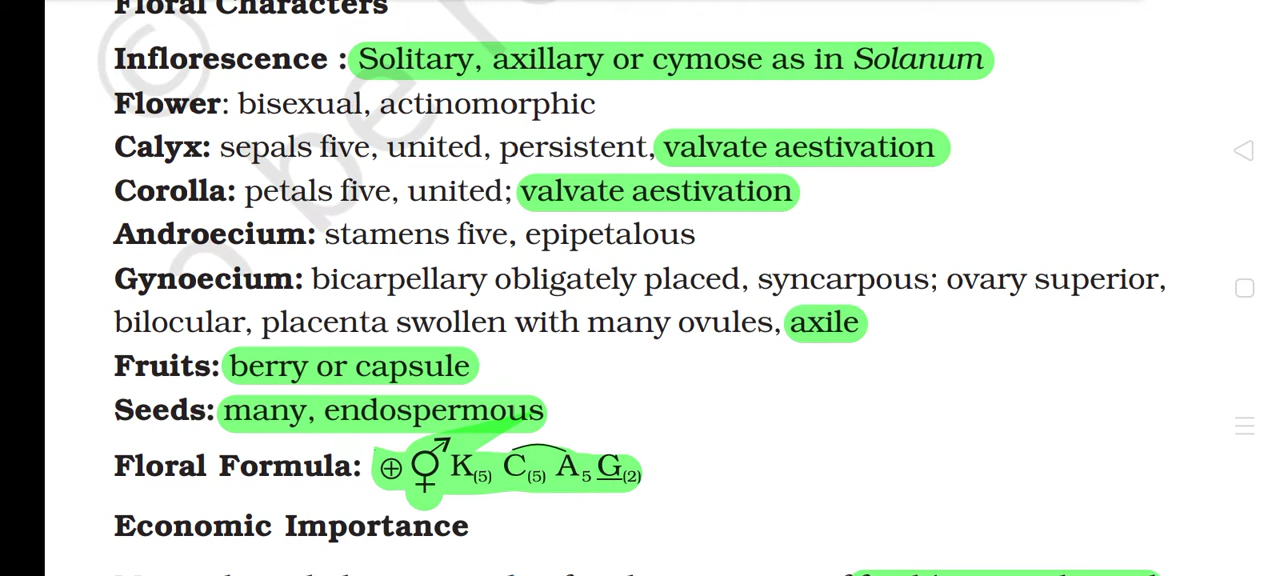 Floral Characters
Inflorescence : Solitary, axillary or cymose as in Solanum
Flower: bisexual, actinomorphic
Calyx: sepals five, united, persistent, valvate aestivation
Corolla: petals five, united; valvate aestivation
Androecium: stamens five, epipetalous
Gynoecium: bicarpellary obligately placed, syncarpous; ovary superior,
bilocular, placenta swollen with many ovules, axile
Fruits: berry or capsule
Seeds: many, endospermous
Floral Formula: ⊕ ⚥ K(5) C(5) A5 G(2)
Economic Importance